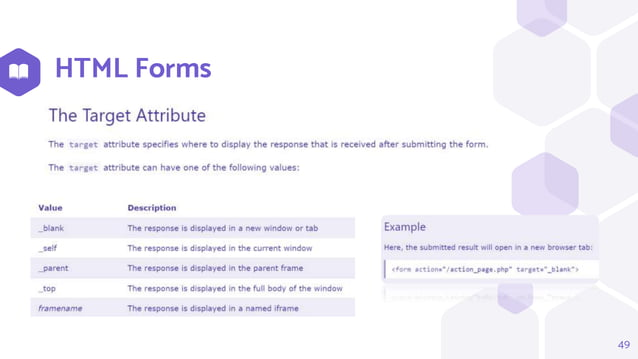 HTML Forms
The Target Attribute
The target attribute specifies where to display the response that is received after submitting the form.
The target attribute can have one of the following values:
Value Description
_blank The response is displayed in a new window or tab
_self The response is displayed in the current window
_parent The response is displayed in the parent frame
_top The response is displayed in the full body of the window
framename The response is displayed in a named iframe
Example
Here, the submitted result will open in a new browser tab:
<form action="/action_page.php" target="_blank">
49